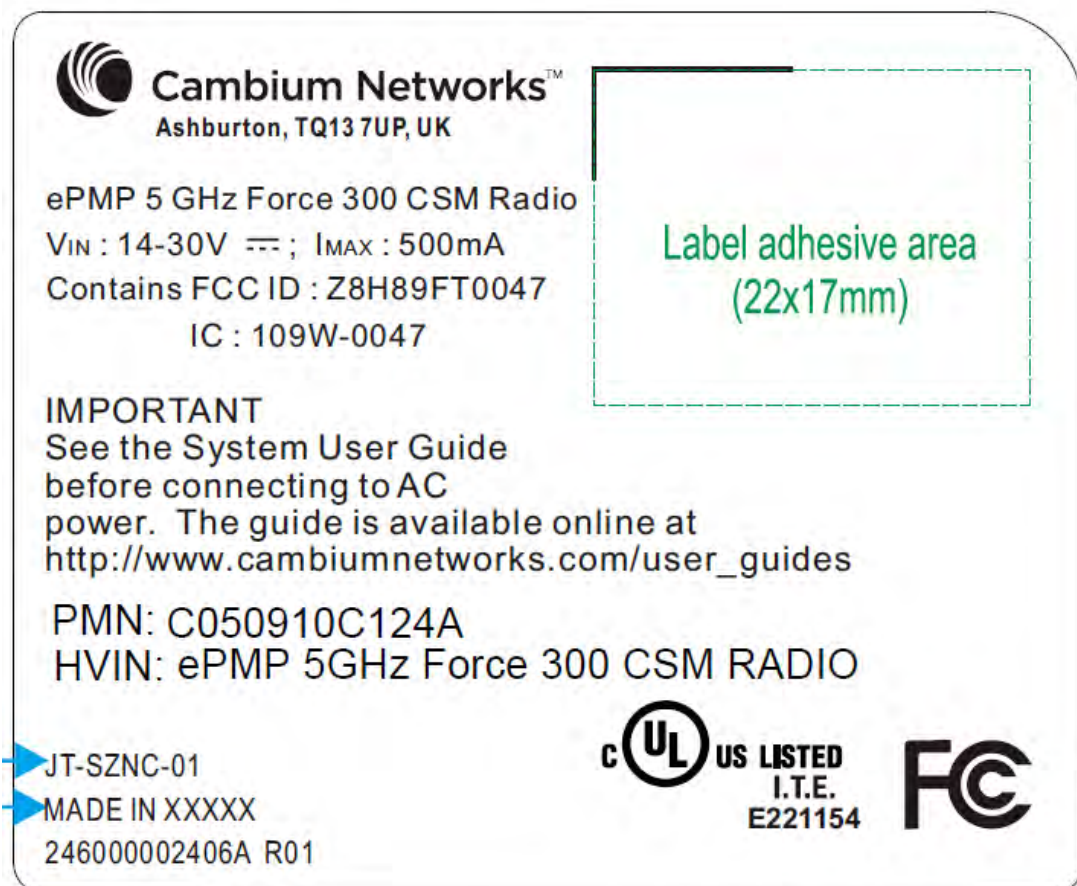 Cambium Networks™
Ashburton, TQ13 7UP, UK
ePMP 5 GHz Force 300 CSM Radio
VIN : 14-30V ⎓ ; IMAX : 500mA
Contains FCC ID : Z8H89FT0047
IC : 109W-0047
Label adhesive area
(22x17mm)
IMPORTANT
See the System User Guide
before connecting to AC
power. The guide is available online at
http://www.cambiumnetworks.com/user_guides
PMN: C050910C124A
HVIN: ePMP 5GHz Force 300 CSM RADIO
JT-SZNC-01
MADE IN XXXXX
246000002406A R01
C UL US LISTED
I.T.E.
E221154
FC